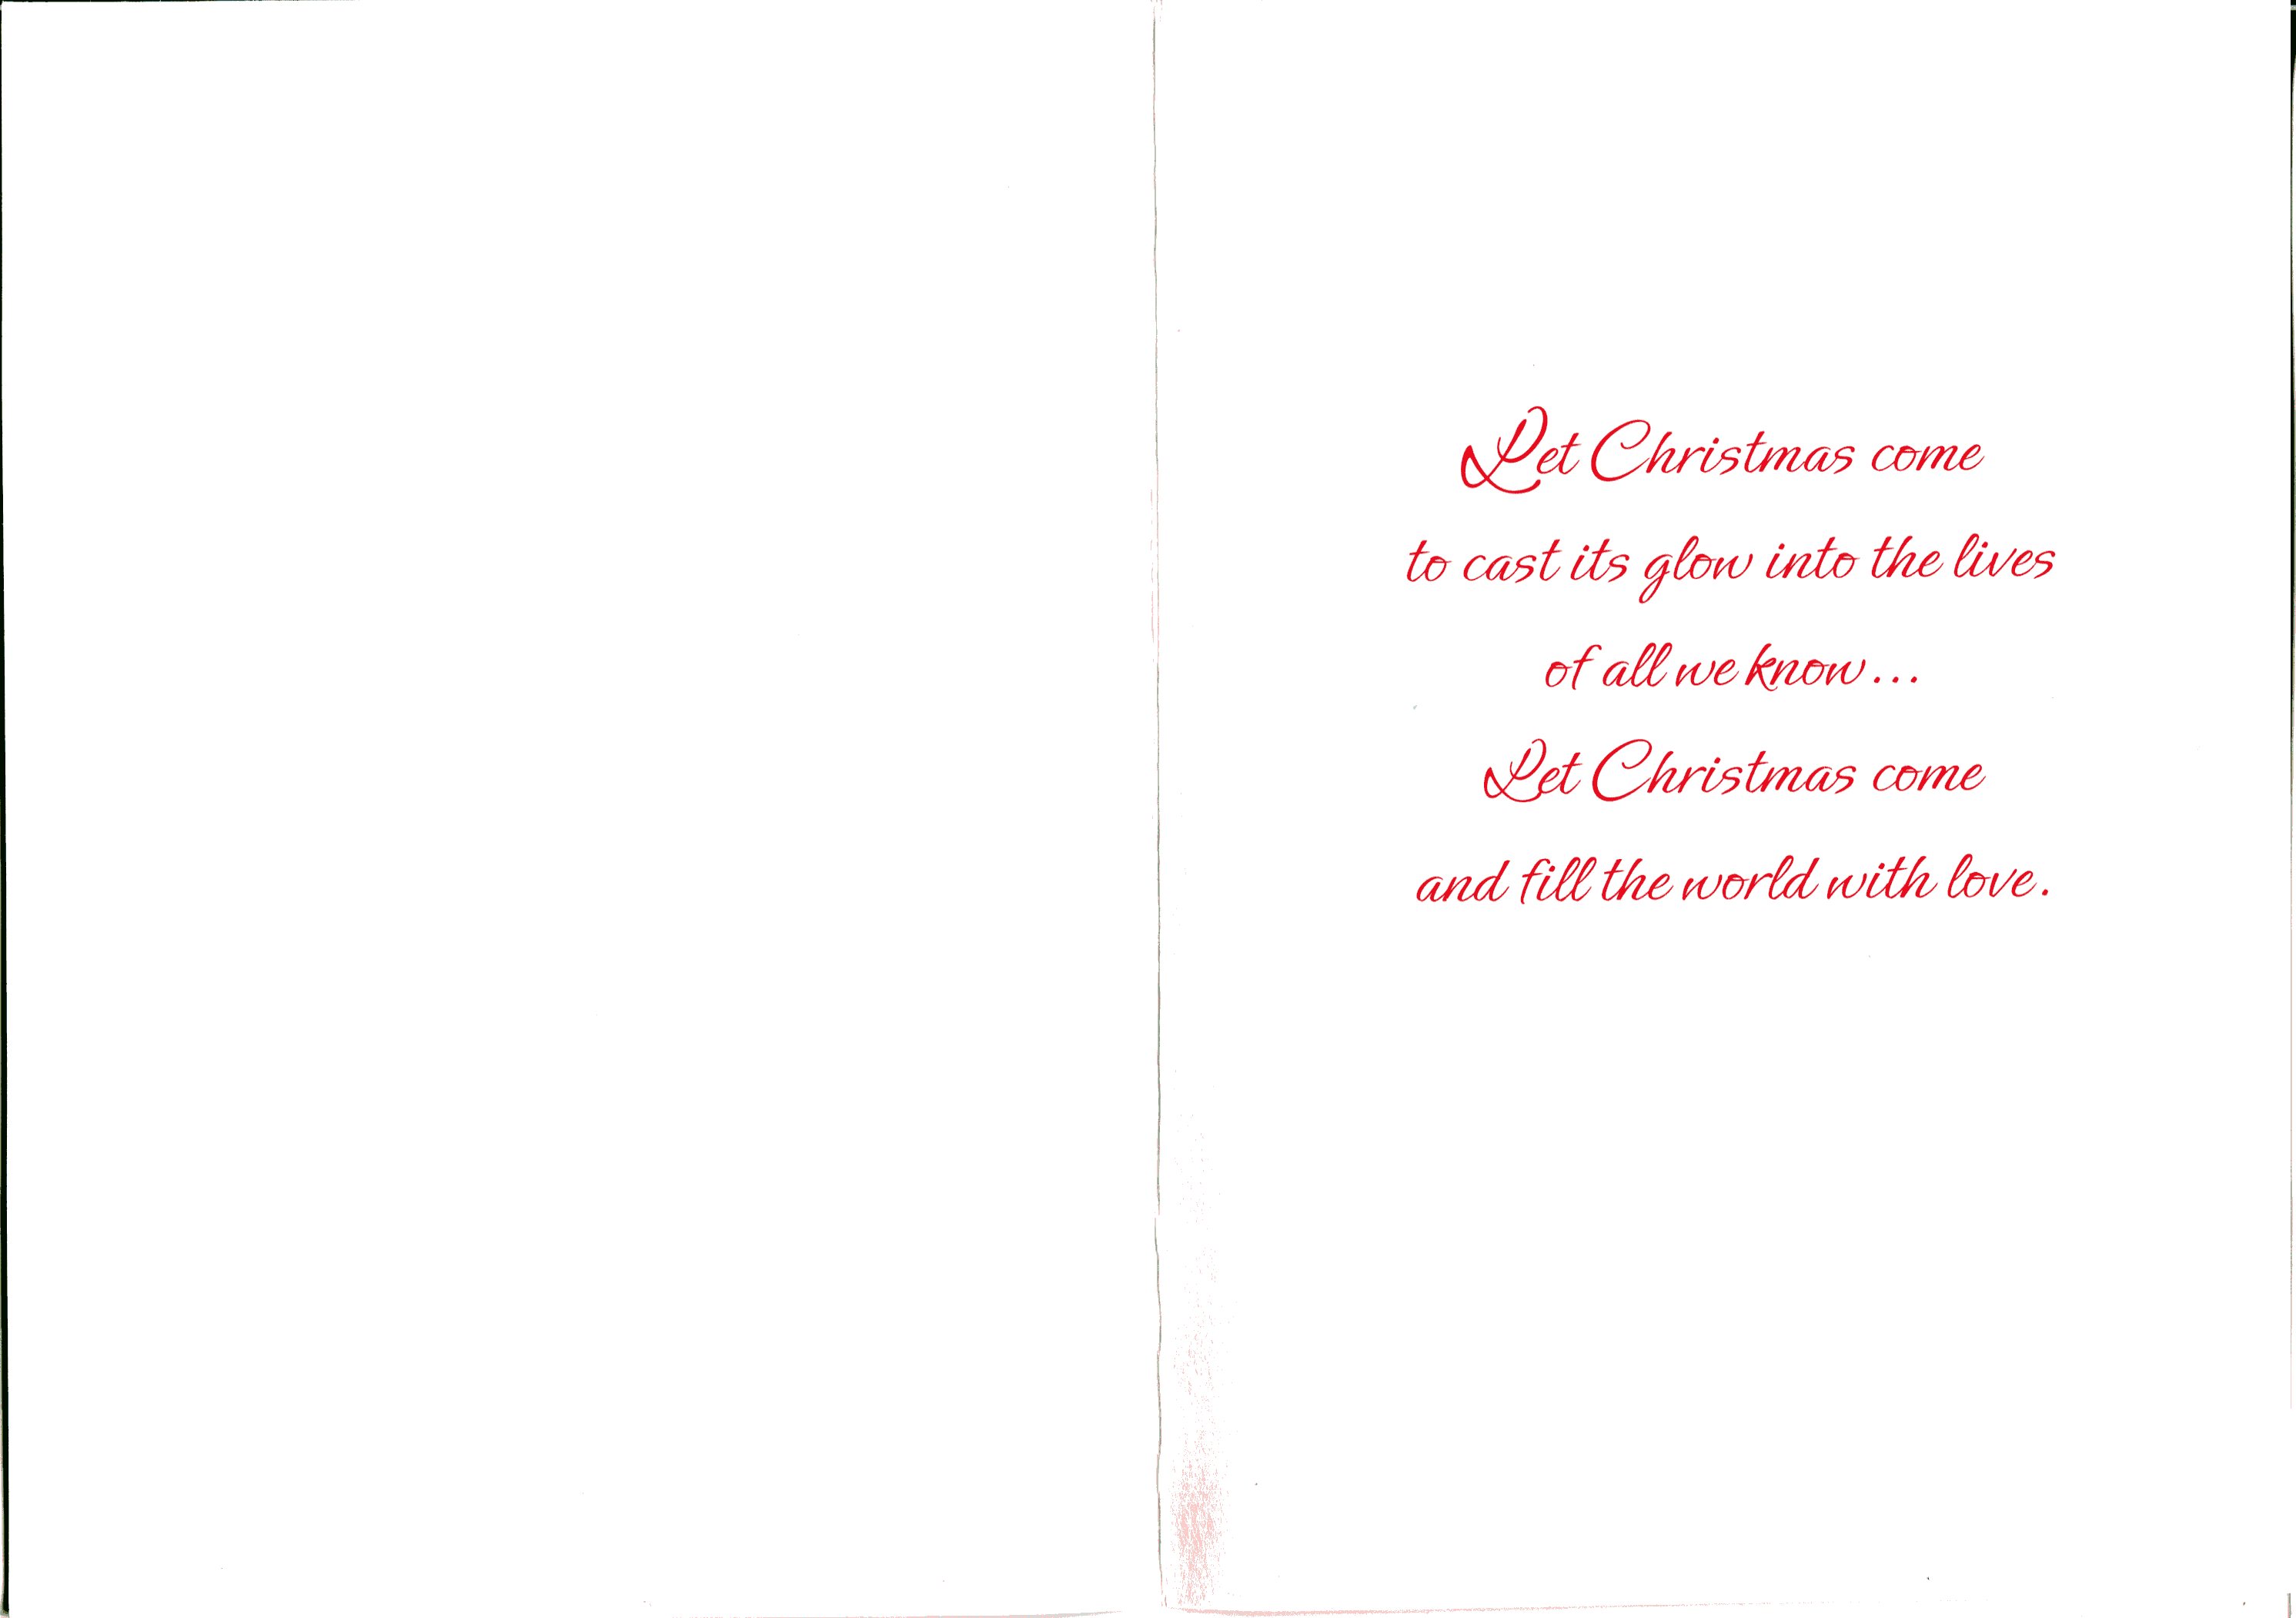 Let Christmas come
to cast its glow into the lives
of all we know...
Let Christmas come
and fill the world with love.